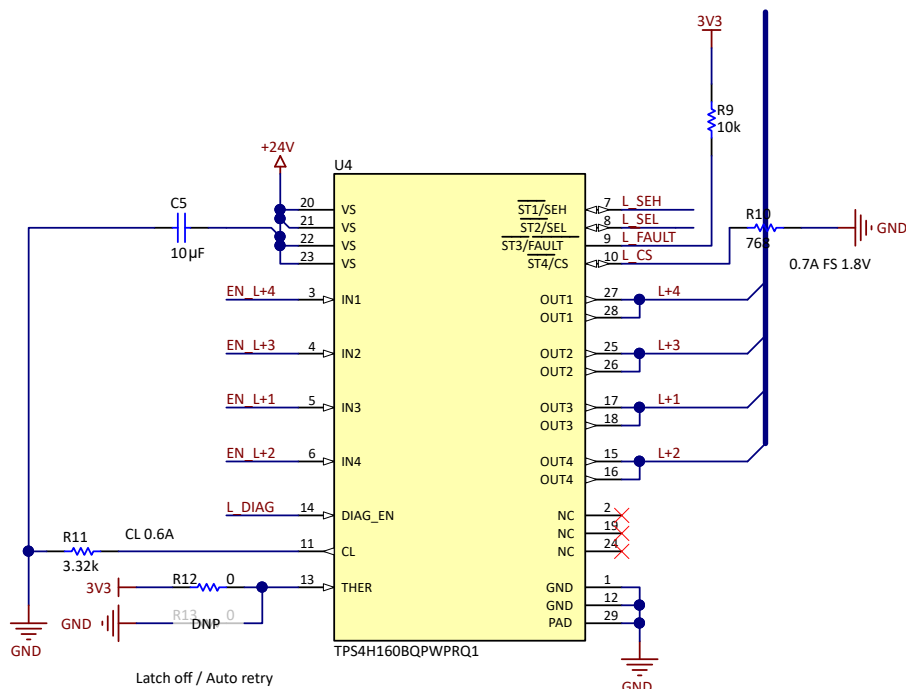 3V3
R9
10k
+24V
U4
C5
10µF
20 VS
21 VS
22 VS
23 VS
ST1/SEH 7 L_SEH
ST2/SEL 8 L_SEL
ST3/FAULT 9 L_FAULT
ST4/CS 10 L_CS
R10
768
GND
0.7A FS 1.8V
EN_L+4 3 IN1
OUT1 27 L+4
OUT1 28
EN_L+3 4 IN2
OUT2 25 L+3
OUT2 26
EN_L+1 5 IN3
OUT3 17 L+1
OUT3 18
EN_L+2 6 IN4
OUT4 15 L+2
OUT4 16
L_DIAG 14 DIAG_EN
NC 2
NC 19
NC 24
R11
3.32k
CL 0.6A
11 CL
3V3 R12 0
13 THER
GND 1
GND 12
PAD 29
GND R13 0
DNP
GND
TPS4H160BQPWPRQ1
GND
Latch off / Auto retry